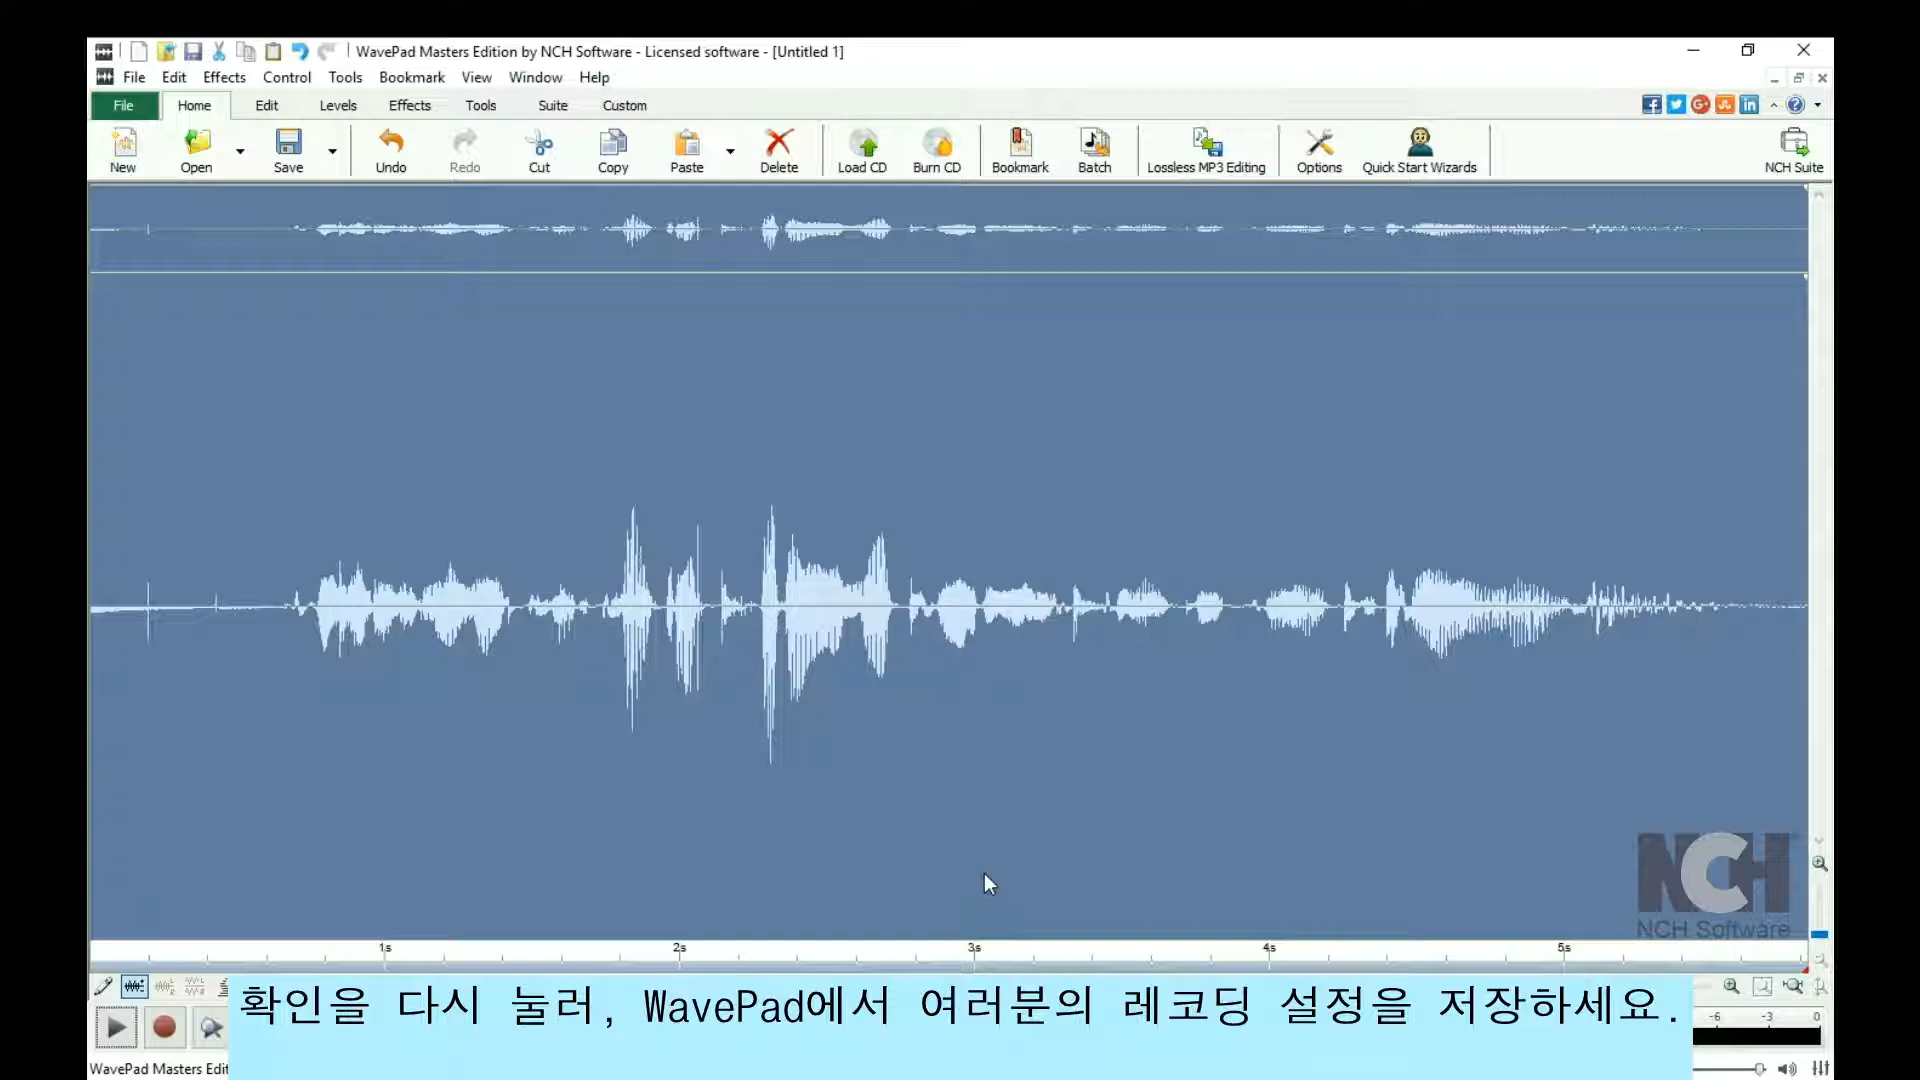 WavePad Masters Edition by NCH Software - Licensed software - [Untitled 1]
File Edit Effects Control Tools Bookmark View Window Help
File Home Edit Levels Effects Tools Suite Custom
New Open Save Undo Redo Cut Copy Paste Delete Load CD Burn CD Bookmark Batch Lossless MP3 Editing Options Quick Start Wizards NCH Suite
NCH
NCH Software
1s 2s 3s 4s 5s
확인을 다시 눌러, WavePad에서 여러분의 레코딩 설정을 저장하세요.
-6 -3 0
WavePad Masters Edit